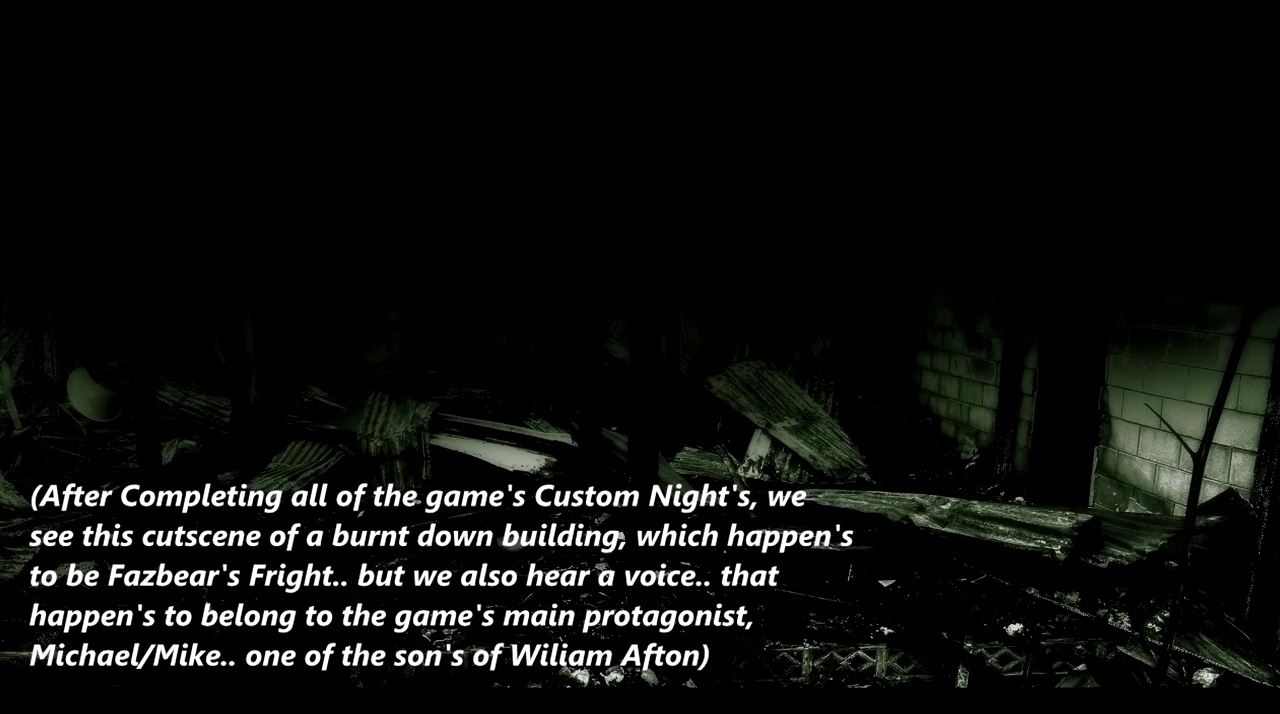 (After Completing all of the game's Custom Night's, we
see this cutscene of a burnt down building, which happen's
to be Fazbear's Fright.. but we also hear a voice.. that
happen's to belong to the game's main protagonist,
Michael/Mike.. one of the son's of Wiliam Afton)